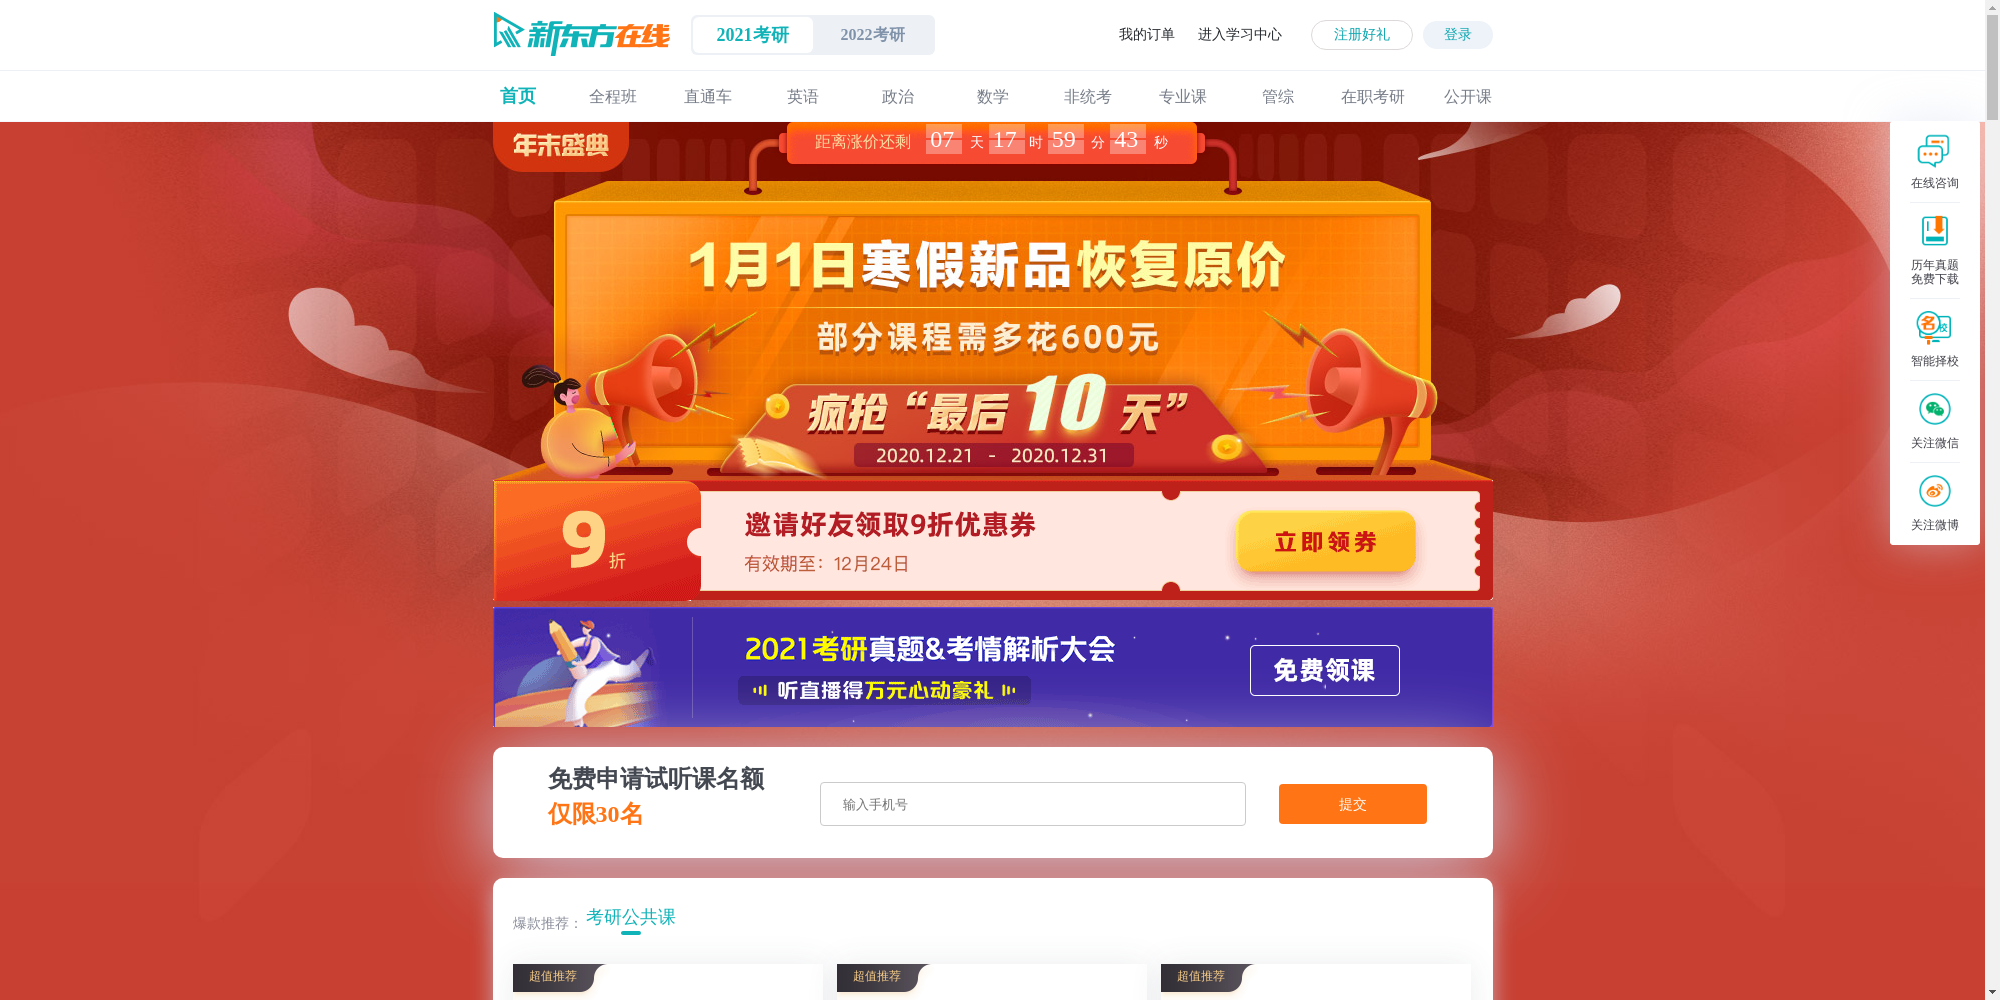 新东方在线
2021考研
2022考研
我的订单
进入学习中心
注册好礼
登录
首页
全程班
直通车
英语
政治
数学
非统考
专业课
管综
在职考研
公开课
年末盛典
距离涨价还剩 07 天 17 时 59 分 43 秒
1月1日寒假新品恢复原价
部分课程需多花600元
疯抢“最后10天”
2020.12.21 - 2020.12.31
9折
邀请好友领取9折优惠券
有效期至：12月24日
立即领券
2021考研真题&考情解析大会
听直播得万元心动豪礼
免费领课
免费申请试听课名额
仅限30名
输入手机号
提交
爆款推荐：
考研公共课
超值推荐
超值推荐
超值推荐
在线咨询
历年真题
免费下载
名校
智能择校
关注微信
关注微博